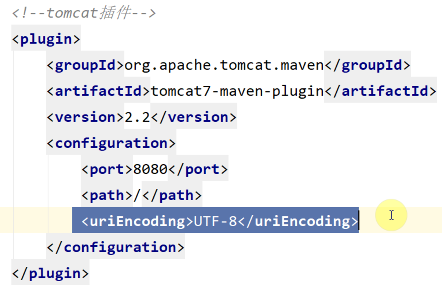 <!--tomcat插件-->
<plugin>
<groupId>org.apache.tomcat.maven</groupId>
<artifactId>tomcat7-maven-plugin</artifactId>
<version>2.2</version>
<configuration>
<port>8080</port>
<path>/</path>
<uriEncoding>UTF-8</uriEncoding>
</configuration>
</plugin>